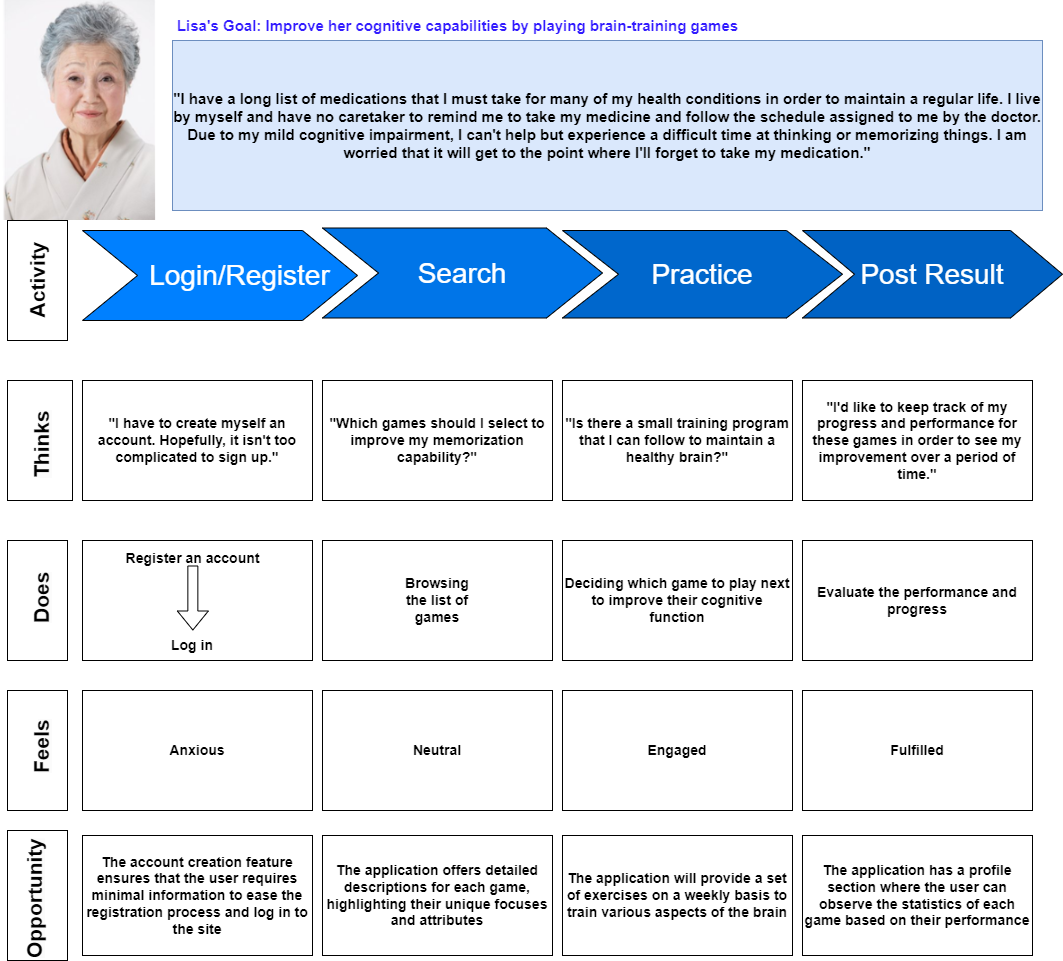 Lisa's Goal: Improve her cognitive capabilities by playing brain-training games
"I have a long list of medications that I must take for many of my health conditions in order to maintain a regular life. I live
by myself and have no caretaker to remind me to take my medicine and follow the schedule assigned to me by the doctor.
Due to my mild cognitive impairment, I can't help but experience a difficult time at thinking or memorizing things. I am
worried that it will get to the point where I'll forget to take my medication."
Activity
Login/Register
Search
Practice
Post Result
Thinks
"I have to create myself an
account. Hopefully, it isn't too
complicated to sign up."
"Which games should I select to
improve my memorization
capability?"
"Is there a small training program
that I can follow to maintain a
healthy brain?"
"I'd like to keep track of my
progress and performance for
these games in order to see my
improvement over a period of
time."
Does
Register an account
Log in
Browsing
the list of
games
Deciding which game to play next
to improve their cognitive
function
Evaluate the performance and
progress
Feels
Anxious
Neutral
Engaged
Fulfilled
Opportunity
The account creation feature
ensures that the user requires
minimal information to ease the
registration process and log in to
the site
The application offers detailed
descriptions for each game,
highlighting their unique focuses
and attributes
The application will provide a set
of exercises on a weekly basis to
train various aspects of the brain
The application has a profile
section where the user can
observe the statistics of each
game based on their performance